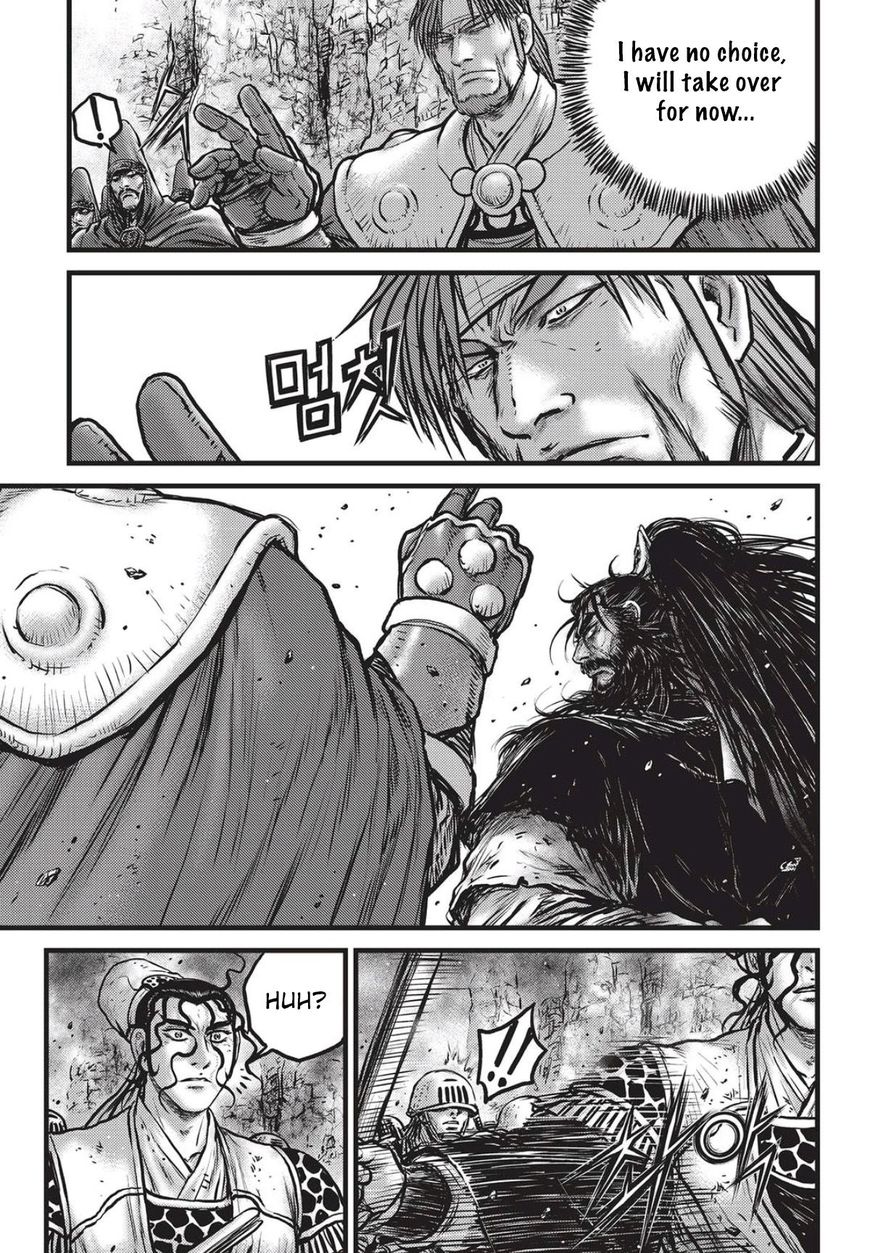 I have no choice,
I will take over
for now...
!
멈칫
HUH?
!!